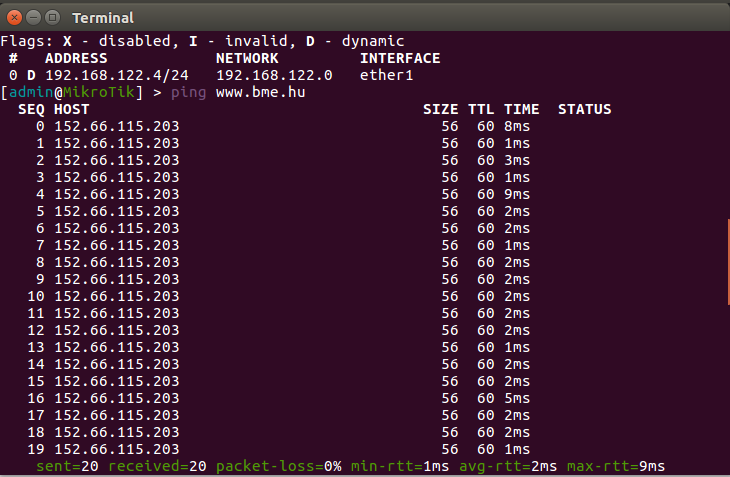 Terminal
Flags: X - disabled, I - invalid, D - dynamic
# ADDRESS NETWORK INTERFACE
0 D 192.168.122.4/24 192.168.122.0 ether1
[admin@MikroTik] > ping www.bme.hu
SEQ HOST SIZE TTL TIME STATUS
0 152.66.115.203 56 60 8ms
1 152.66.115.203 56 60 1ms
2 152.66.115.203 56 60 3ms
3 152.66.115.203 56 60 1ms
4 152.66.115.203 56 60 9ms
5 152.66.115.203 56 60 2ms
6 152.66.115.203 56 60 2ms
7 152.66.115.203 56 60 1ms
8 152.66.115.203 56 60 2ms
9 152.66.115.203 56 60 2ms
10 152.66.115.203 56 60 2ms
11 152.66.115.203 56 60 2ms
12 152.66.115.203 56 60 2ms
13 152.66.115.203 56 60 1ms
14 152.66.115.203 56 60 2ms
15 152.66.115.203 56 60 2ms
16 152.66.115.203 56 60 5ms
17 152.66.115.203 56 60 2ms
18 152.66.115.203 56 60 2ms
19 152.66.115.203 56 60 1ms
sent=20 received=20 packet-loss=0% min-rtt=1ms avg-rtt=2ms max-rtt=9ms